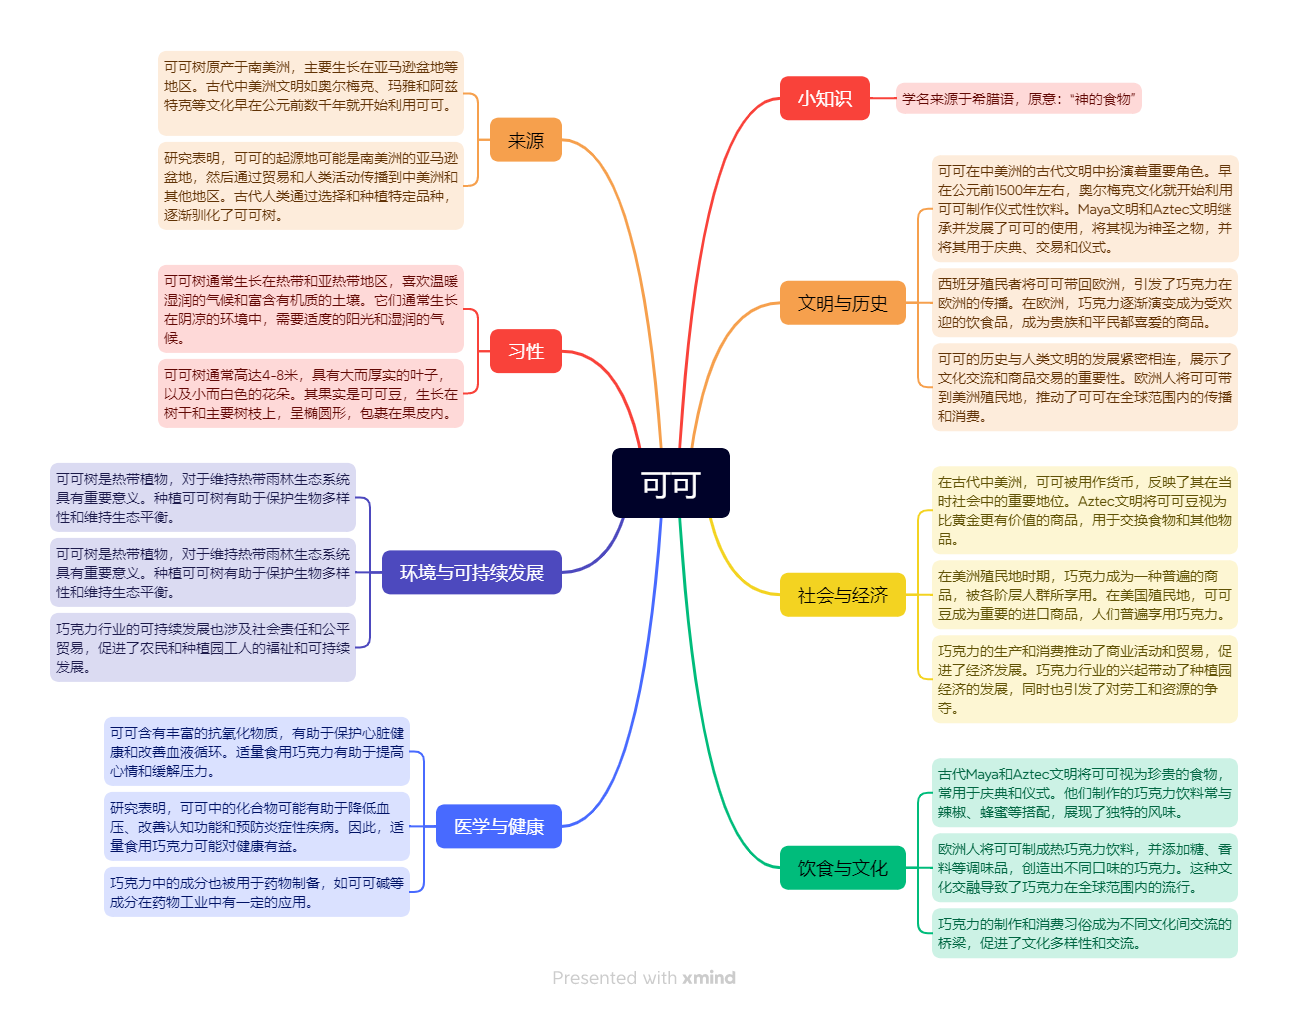 可可
小知识
学名来源于希腊语，原意：“神的食物”
文明与历史
可可在中美洲的古代文明中扮演着重要角色。早
在公元前1500年左右，奥尔梅克文化就开始利用
可可制作仪式性饮料。Maya文明和Aztec文明继
承并发展了可可的使用，将其视为神圣之物，并
将其用于庆典、交易和仪式。
西班牙殖民者将可可带回欧洲，引发了巧克力在
欧洲的传播。在欧洲，巧克力逐渐演变成为受欢
迎的饮食品，成为贵族和平民都喜爱的商品。
可可的历史与人类文明的发展紧密相连，展示了
文化交流和商品交易的重要性。欧洲人将可可带
到美洲殖民地，推动了可可在全球范围内的传播
和消费。
社会与经济
在古代中美洲，可可被用作货币，反映了其在当
时社会中的重要地位。Aztec文明将可可豆视为
比黄金更有价值的商品，用于交换食物和其他物
品。
在美洲殖民地时期，巧克力成为一种普遍的商
品，被各阶层人群所享用。在美国殖民地，可可
豆成为重要的进口商品，人们普遍享用巧克力。
巧克力的生产和消费推动了商业活动和贸易，促
进了经济发展。巧克力行业的兴起带动了种植园
经济的发展，同时也引发了对劳工和资源的争
夺。
饮食与文化
古代Maya和Aztec文明将可可视为珍贵的食物，
常用于庆典和仪式。他们制作的巧克力饮料常与
辣椒、蜂蜜等搭配，展现了独特的风味。
欧洲人将可可制成热巧克力饮料，并添加糖、香
料等调味品，创造出不同口味的巧克力。这种文
化交融导致了巧克力在全球范围内的流行。
巧克力的制作和消费习俗成为不同文化间交流的
桥梁，促进了文化多样性和交流。
来源
可可树原产于南美洲，主要生长在亚马逊盆地等
地区。古代中美洲文明如奥尔梅克、玛雅和阿兹
特克等文化早在公元前数千年就开始利用可可。
研究表明，可可的起源地可能是南美洲的亚马逊
盆地，然后通过贸易和人类活动传播到中美洲和
其他地区。古代人类通过选择和种植特定品种，
逐渐驯化了可可树。
习性
可可树通常生长在热带和亚热带地区，喜欢温暖
湿润的气候和富含有机质的土壤。它们通常生长
在阴凉的环境中，需要适度的阳光和湿润的气
候。
可可树通常高达4-8米，具有大而厚实的叶子，
以及小而白色的花朵。其果实是可可豆，生长在
树干和主要树枝上，呈椭圆形，包裹在果皮内。
环境与可持续发展
可可树是热带植物，对于维持热带雨林生态系统
具有重要意义。种植可可树有助于保护生物多样
性和维持生态平衡。
可可树是热带植物，对于维持热带雨林生态系统
具有重要意义。种植可可树有助于保护生物多样
性和维持生态平衡。
巧克力行业的可持续发展也涉及社会责任和公平
贸易，促进了农民和种植园工人的福祉和可持续
发展。
医学与健康
可可含有丰富的抗氧化物质，有助于保护心脏健
康和改善血液循环。适量食用巧克力有助于提高
心情和缓解压力。
研究表明，可可中的化合物可能有助于降低血
压、改善认知功能和预防炎症性疾病。因此，适
量食用巧克力可能对健康有益。
巧克力中的成分也被用于药物制备，如可可碱等
成分在药物工业中有一定的应用。
Presented with xmind